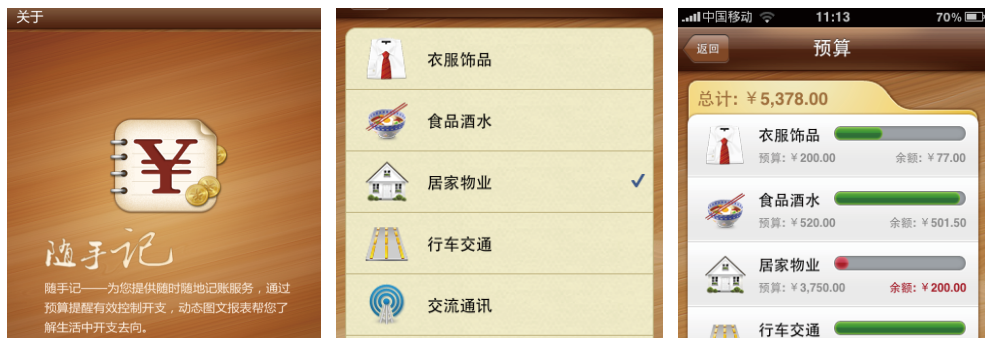 关于
¥
随手记
随手记——为您提供随时随地记账服务，通过
预算提醒有效控制开支，动态图文报表帮您了
解生活中开支去向。
衣服饰品
食品酒水
居家物业
行车交通
交流通讯
中国移动 11:13 70%
返回 预算
总计: ¥5,378.00
衣服饰品
预算: ¥200.00 余额: ¥77.00
食品酒水
预算: ¥520.00 余额: ¥501.50
居家物业
预算: ¥3,750.00 余额: ¥200.00
行车交通